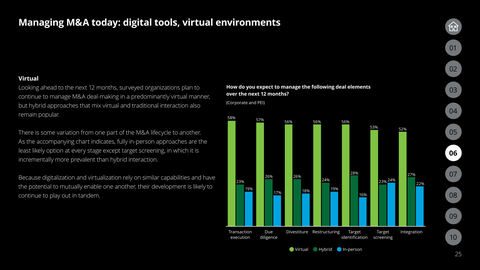 Managing M&A today: digital tools, virtual environments
Virtual
Looking ahead to the next 12 months, surveyed organizations plan to
continue to manage M&A deal-making in a predominantly virtual manner,
but hybrid approaches that mix virtual and traditional interaction also
remain popular.
There is some variation from one part of the M&A lifecycle to another.
As the accompanying chart indicates, fully in-person approaches are the
least likely option at every stage except target screening, in which it is
incrementally more prevalent than hybrid interaction.
Because digitalization and virtualization rely on similar capabilities and have
the potential to mutually enable one another, their development is likely to
continue to play out in tandem.
How do you expect to manage the following deal elements
over the next 12 months?
(Corporate and PEI)
58% 57% 56% 56% 56% 53% 52%
23% 19% 26% 17% 26% 18% 24% 19% 28% 16% 23% 24% 27% 22%
Transaction execution
Due diligence
Divestiture
Restructuring
Target identification
Target screening
Integration
Virtual Hybrid In-person
01
02
03
04
05
06
07
08
09
10
25